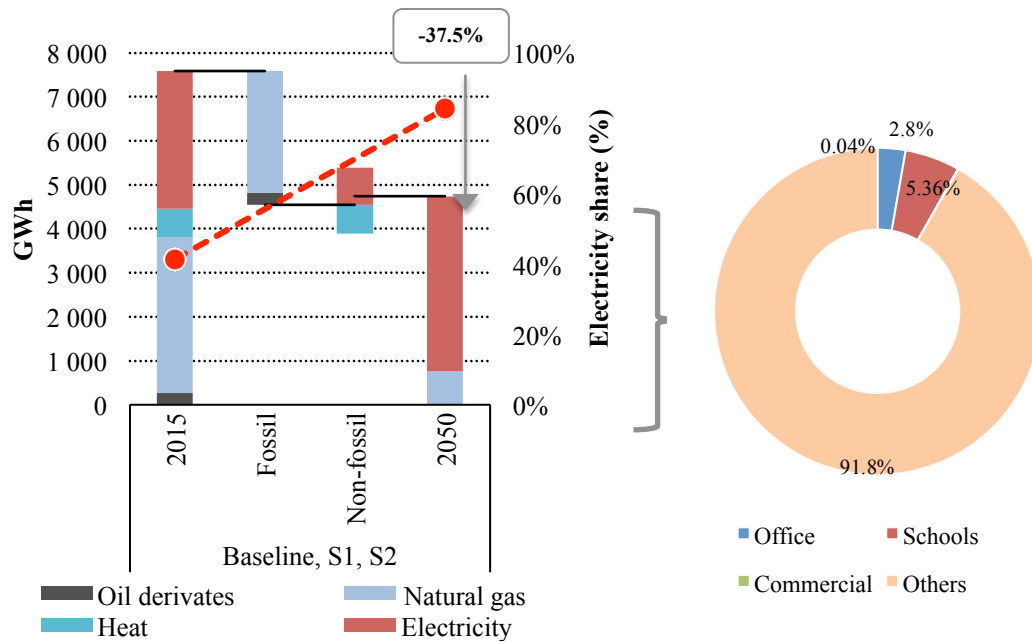 -37.5%
GWh
8 000
7 000
6 000
5 000
4 000
3 000
2 000
1 000
0
100%
80%
60%
40%
20%
0%
Electricity share (%)
2015
Fossil
Non-fossil
2050
Baseline, S1, S2
Oil derivates
Natural gas
Heat
Electricity
0.04%
2.8%
5.36%
91.8%
Office
Schools
Commercial
Others